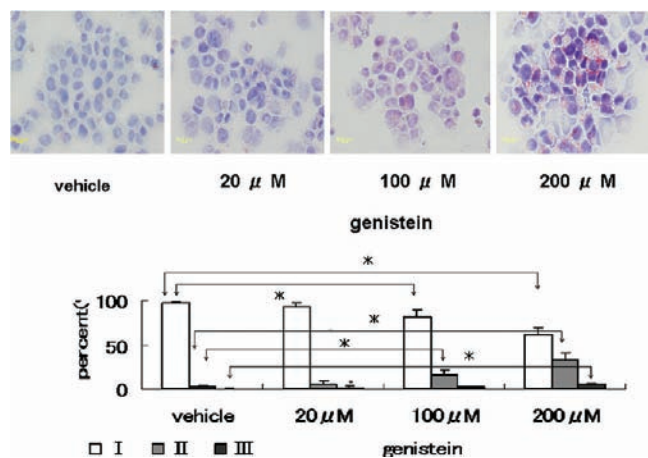 vehicle 20 μ M 100 μ M 200 μ M
genistein
*
*
*
*
*
percent(
100
50
0
vehicle 20μM 100μM 200μM
I II III genistein